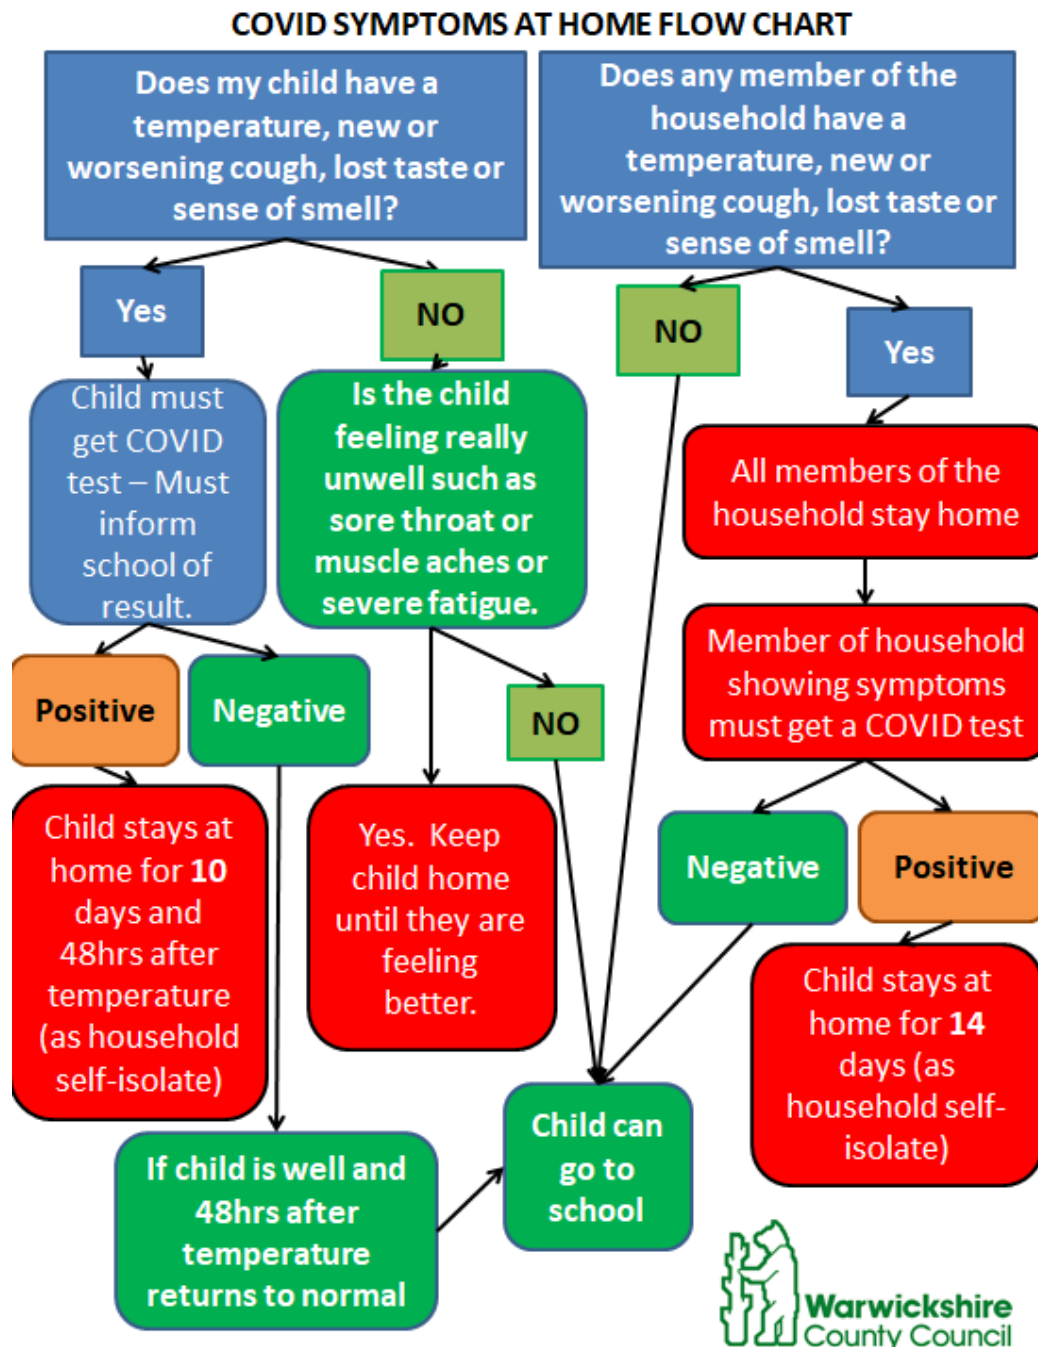 COVID SYMPTOMS AT HOME FLOW CHART
Does my child have a
temperature, new or
worsening cough, lost taste or
sense of smell?
Does any member of the
household have a
temperature, new or
worsening cough, lost taste or
sense of smell?
Yes
NO
NO
Yes
Child must
get COVID
test – Must
inform
school of
result.
Is the child
feeling really
unwell such as
sore throat or
muscle aches or
severe fatigue.
All members of the
household stay home
Member of household
showing symptoms
must get a COVID test
Positive
Negative
NO
Child stays at
home for 10
days and
48hrs after
temperature
(as household
self-isolate)
Yes. Keep
child home
until they are
feeling
better.
Negative
Positive
Child stays at
home for 14
days (as
household self-
isolate)
If child is well and
48hrs after
temperature
returns to normal
Child can
go to
school
Warwickshire
County Council